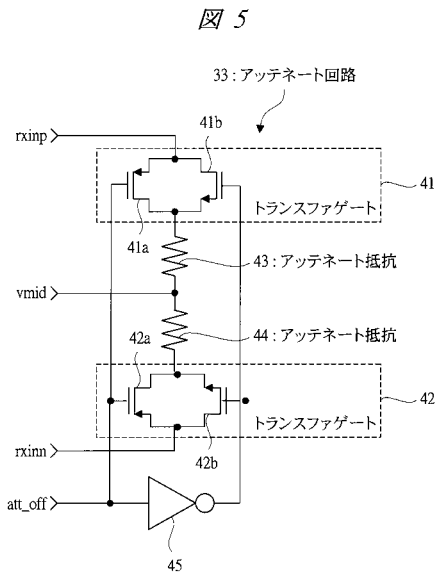 図 5
33:アッテネート回路
rxinp
41b
41
トランスファゲート
41a
43:アッテネート抵抗
vmid
44:アッテネート抵抗
42a
42
トランスファゲート
rxinn
42b
att_off
45